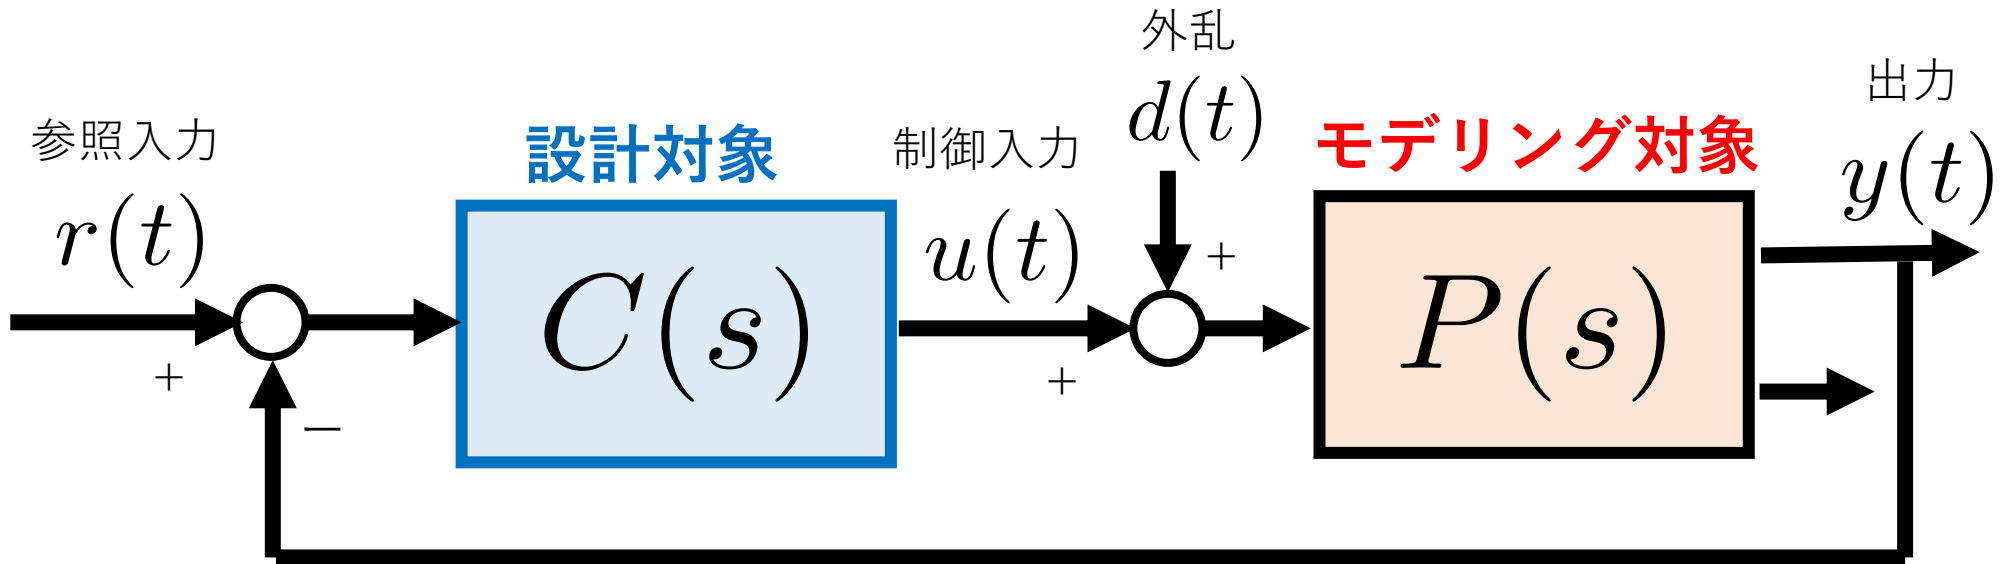 参照入力
r(t)
+
−
設計対象
C(s)
制御入力
u(t)
+
外乱
d(t)
+
モデリング対象
P(s)
出力
y(t)